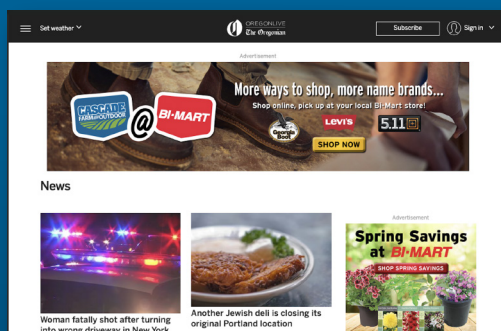 Set weather
OREGONLIVE
The Oregonian
Subscribe
Sign in
Advertisement
More ways to shop, more name brands...
Shop online, pick up at your local Bi-Mart store!
CASCADE
FARM AND OUTDOOR
@
BI-MART
Georgia
Boot
LEVI'S
5.11
SHOP NOW
News
Advertisement
Spring Savings
at BI-MART
SHOP SPRING SAVINGS
Woman fatally shot after turning
into wrong driveway in New York
Another Jewish deli is closing its
original Portland location